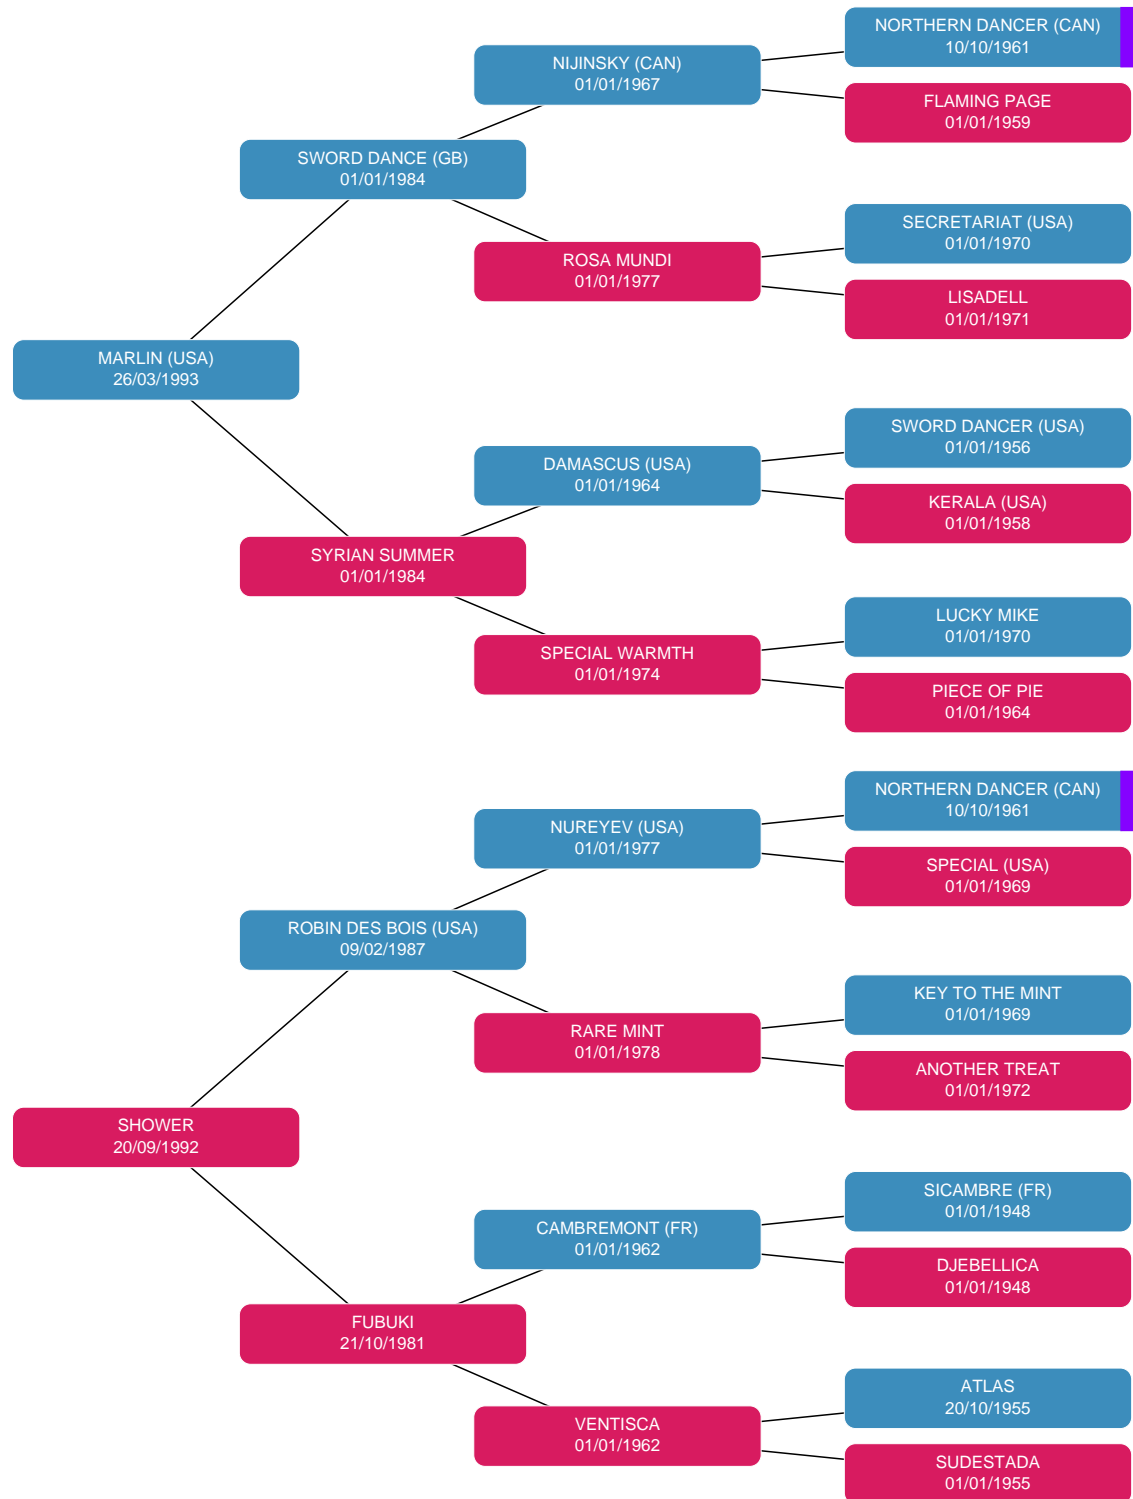 NORTHERN DANCER (CAN)
10/10/1961
NIJINSKY (CAN)
01/01/1967
FLAMING PAGE
01/01/1959
SWORD DANCE (GB)
01/01/1984
SECRETARIAT (USA)
01/01/1970
ROSA MUNDI
01/01/1977
LISADELL
01/01/1971
MARLIN (USA)
26/03/1993
SWORD DANCER (USA)
01/01/1956
DAMASCUS (USA)
01/01/1964
KERALA (USA)
01/01/1958
SYRIAN SUMMER
01/01/1984
LUCKY MIKE
01/01/1970
SPECIAL WARMTH
01/01/1974
PIECE OF PIE
01/01/1964
NORTHERN DANCER (CAN)
10/10/1961
NUREYEV (USA)
01/01/1977
SPECIAL (USA)
01/01/1969
ROBIN DES BOIS (USA)
09/02/1987
KEY TO THE MINT
01/01/1969
RARE MINT
01/01/1978
ANOTHER TREAT
01/01/1972
SHOWER
20/09/1992
SICAMBRE (FR)
01/01/1948
CAMBREMONT (FR)
01/01/1962
DJEBELLICA
01/01/1948
FUBUKI
21/10/1981
ATLAS
20/10/1955
VENTISCA
01/01/1962
SUDESTADA
01/01/1955